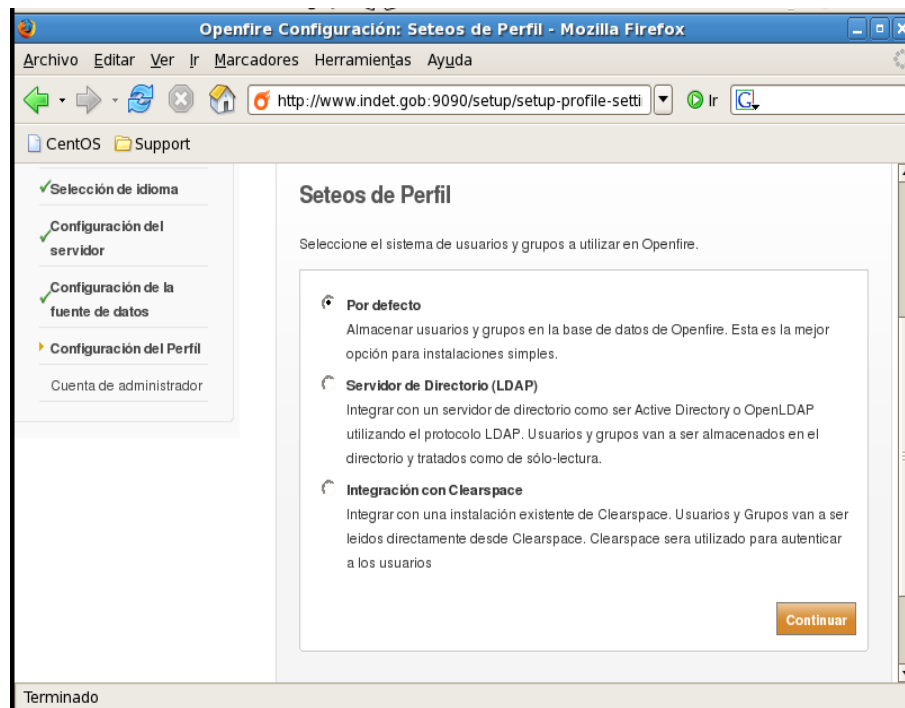 Openfire Configuración: Seteos de Perfil - Mozilla Firefox
Archivo Editar Ver Ir Marcadores Herramientas Ayuda
http://www.indet.gob:9090/setup/setup-profile-setti Ir G
CentOS Support
Selección de idioma
Configuración del
servidor
Configuración de la
fuente de datos
Configuración del Perfíl
Cuenta de administrador
Seteos de Perfil
Seleccione el sistema de usuarios y grupos a utilizar en Openfire.
Por defecto
Almacenar usuarios y grupos en la base de datos de Openfire. Esta es la mejor
opción para instalaciones simples.
Servidor de Directorio (LDAP)
Integrar con un servidor de directorio como ser Active Directory o OpenLDAP
utilizando el protocolo LDAP. Usuarios y grupos van a ser almacenados en el
directorio y tratados como de sólo-lectura.
Integración con Clearspace
Integrar con una instalación existente de Clearspace. Usuarios y Grupos van a ser
leidos directamente desde Clearspace. Clearspace sera utilizado para autenticar
a los usuarios
Continuar
Terminado